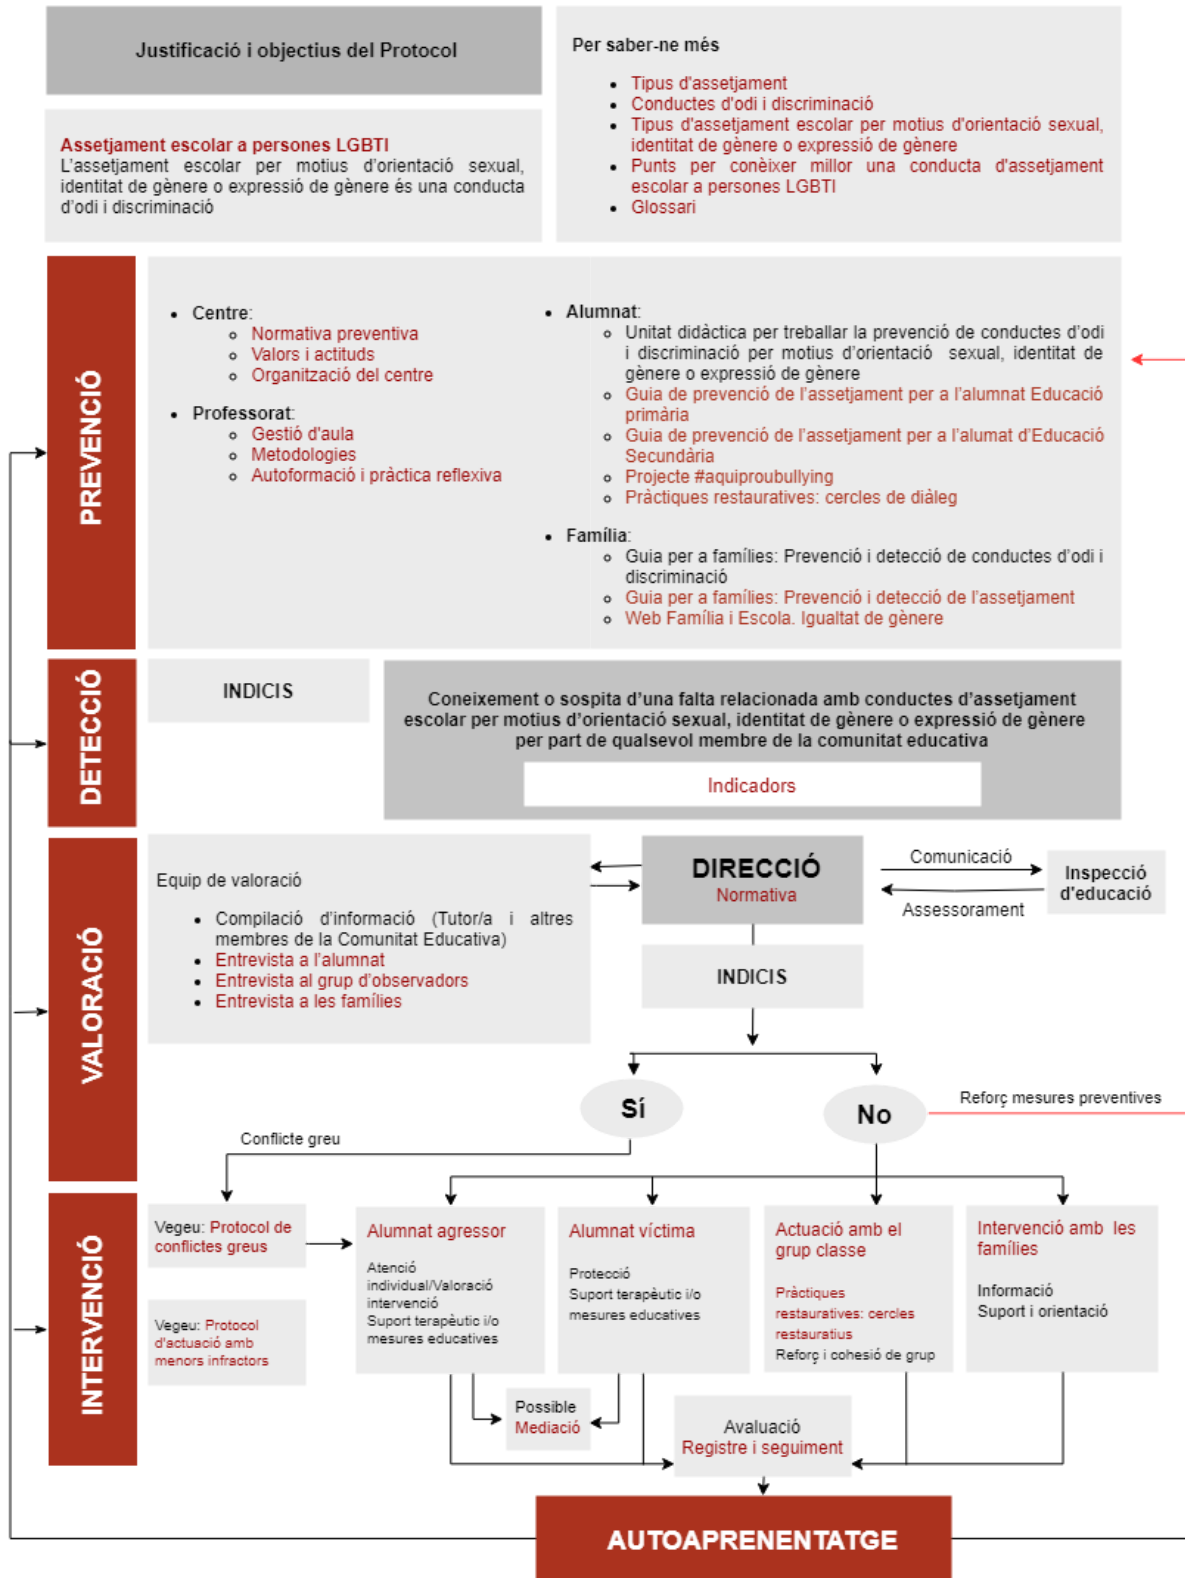 Justificació i objectius del Protocol
Assetjament escolar a persones LGBTI
L'assetjament escolar per motius d'orientació sexual,
identitat de gènere o expressió de gènere és una conducta
d'odi i discriminació
Per saber-ne més
Tipus d'assetjament
Conductes d'odi i discriminació
Tipus d'assetjament escolar per motius d'orientació sexual,
identitat de gènere o expressió de gènere
Punts per conèixer millor una conducta d'assetjament
escolar a persones LGBTI
Glossari
PREVENCIÓ
Centre:
Normativa preventiva
Valors i actituds
Organització del centre
Professorat:
Gestió d'aula
Metodologies
Autoformació i pràctica reflexiva
Alumnat:
Unitat didàctica per treballar la prevenció de conductes d'odi
i discriminació per motius d'orientació sexual, identitat de
gènere o expressió de gènere
Guia de prevenció de l'assetjament per a l'alumnat Educació
primària
Guia de prevenció de l'assetjament per a l'alumat d'Educació
Secundària
Projecte #aquiproubullying
Pràctiques restauratives: cercles de diàleg
Família:
Guia per a famílies: Prevenció i detecció de conductes d'odi i
discriminació
Guia per a famílies: Prevenció i detecció de l'assetjament
Web Família i Escola. Igualtat de gènere
DETECCIÓ
INDICIS
Coneixement o sospita d'una falta relacionada amb conductes d'assetjament
escolar per motius d'orientació sexual, identitat de gènere o expressió de gènere
per part de qualsevol membre de la comunitat educativa
Indicadors
VALORACIÓ
Equip de valoració
Compilació d'informació (Tutor/a i altres
membres de la Comunitat Educativa)
Entrevista a l'alumnat
Entrevista al grup d'observadors
Entrevista a les famílies
DIRECCIÓ
Normativa
Comunicació
Assessorament
Inspecció
d'educació
INDICIS
Sí
No
Reforç mesures preventives
Conflicte greu
INTERVENCIÓ
Vegeu: Protocol de
conflictes greus
Vegeu: Protocol
d'actuació amb
menors infractors
Alumnat agressor
Atenció
individual/Valoració
intervenció
Suport terapèutic i/o
mesures educatives
Alumnat víctima
Protecció
Suport terapèutic i/o
mesures educatives
Actuació amb el
grup classe
Pràctiques
restauratives: cercles
restauratius
Reforç i cohesió de grup
Intervenció amb les
famílies
Informació
Suport i orientació
Possible
Mediació
Avaluació
Registre i seguiment
AUTOAPRENENTATGE